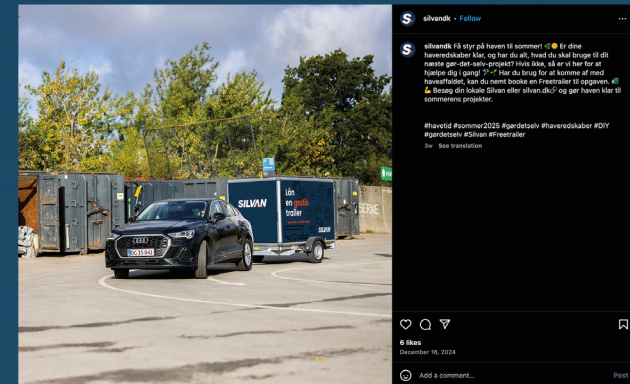 SILVAN
Lån
en gratis
trailer
SILVAN
silvandk • Follow
silvandk Få styr på haven til sommer! 🌿🌞 Er dine
haveredskaber klar, og har du alt, hvad du skal bruge til dit
næste gør-det-selv-projekt? Hvis ikke, så er vi her for at
hjælpe dig i gang! 🛠️🌱 Har du brug for at komme af med
haveaffaldet, kan du nemt booke en Freetrailer til opgaven.
💪 Besøg din lokale Silvan eller silvan.dk🔗 og gør haven klar til
sommerens projekter.
#havetid #sommer2025 #gørdetselv #haveredskaber #DIY
#gørdetselv #Silvan #Freetrailer
3w See translation
6 likes
December 16, 2024
Add a comment...
Post